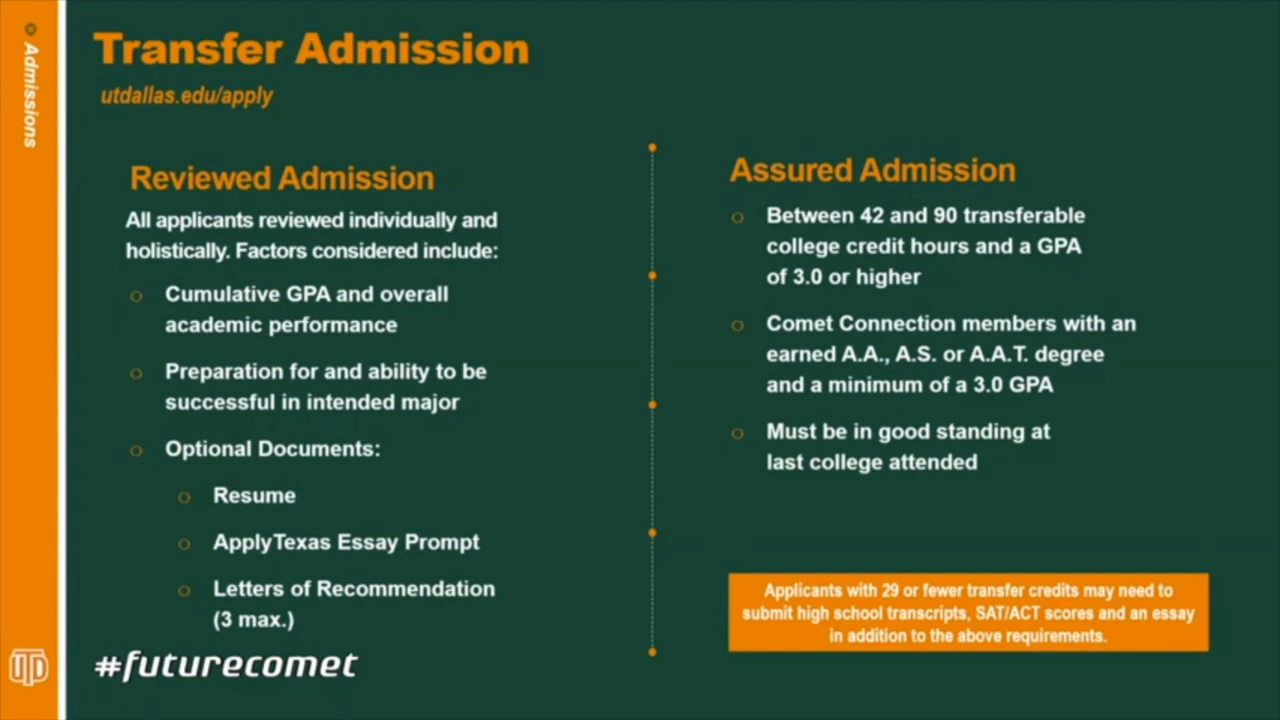 Admissions
Transfer Admission
utdallas.edu/apply
Reviewed Admission
All applicants reviewed individually and
holistically. Factors considered include:
Cumulative GPA and overall
academic performance
Preparation for and ability to be
successful in intended major
Optional Documents:
Resume
ApplyTexas Essay Prompt
Letters of Recommendation
(3 max.)
#futurecomet
Assured Admission
Between 42 and 90 transferable
college credit hours and a GPA
of 3.0 or higher
Comet Connection members with an
earned A.A., A.S. or A.A.T. degree
and a minimum of a 3.0 GPA
Must be in good standing at
last college attended
Applicants with 29 or fewer transfer credits may need to
submit high school transcripts, SAT/ACT scores and an essay
in addition to the above requirements.
UTD